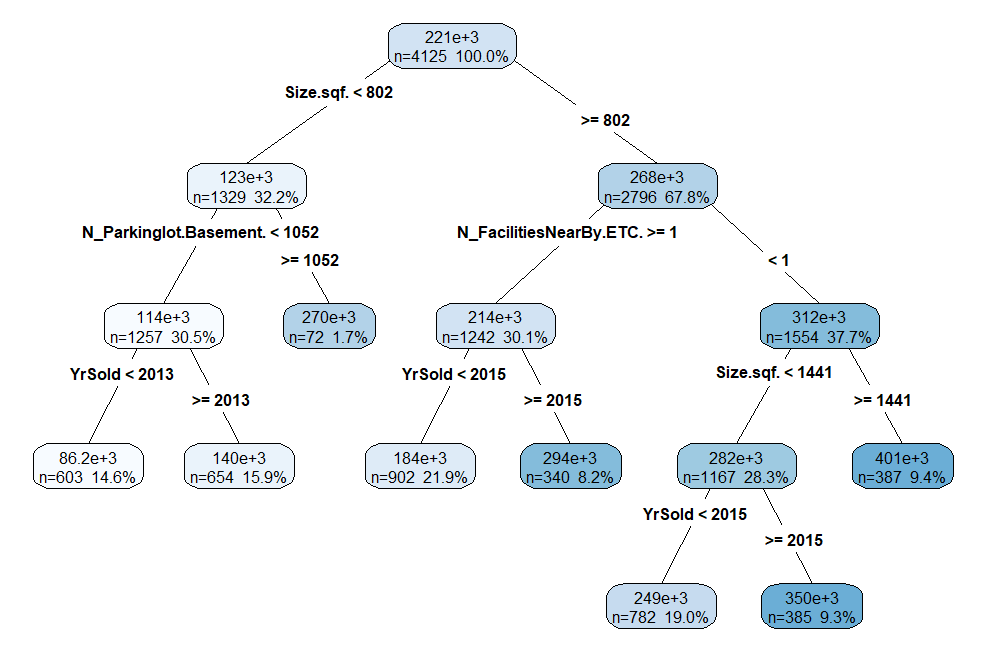 221e+3
n=4125 100.0%
Size.sqf. < 802
>= 802
123e+3
n=1329 32.2%
268e+3
n=2796 67.8%
N_Parkinglot.Basement. < 1052
>= 1052
N_FacilitiesNearBy.ETC. >= 1
< 1
114e+3
n=1257 30.5%
270e+3
n=72 1.7%
214e+3
n=1242 30.1%
312e+3
n=1554 37.7%
YrSold < 2013
>= 2013
YrSold < 2015
>= 2015
Size.sqf. < 1441
>= 1441
86.2e+3
n=603 14.6%
140e+3
n=654 15.9%
184e+3
n=902 21.9%
294e+3
n=340 8.2%
282e+3
n=1167 28.3%
401e+3
n=387 9.4%
YrSold < 2015
>= 2015
249e+3
n=782 19.0%
350e+3
n=385 9.3%